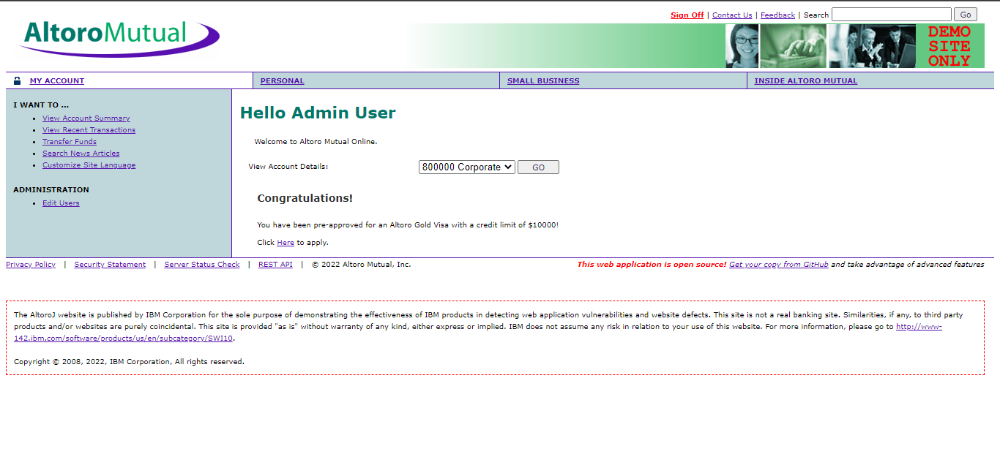 Sign Off | Contact Us | Feedback | Search Go
AltoroMutual
DEMO
SITE
ONLY
MY ACCOUNT
PERSONAL
SMALL BUSINESS
INSIDE ALTORO MUTUAL
I WANT TO ...
• View Account Summary
• View Recent Transactions
• Transfer Funds
• Search News Articles
• Customize Site Language
ADMINISTRATION
• Edit Users
Hello Admin User
Welcome to Altoro Mutual Online.
View Account Details: 800000 Corporate GO
Congratulations!
You have been pre-approved for an Altoro Gold Visa with a credit limit of $10000!
Click Here to apply.
Privacy Policy | Security Statement | Server Status Check | REST API | © 2022 Altoro Mutual, Inc.
This web application is open source! Get your copy from GitHub and take advantage of advanced features
The AltoroJ website is published by IBM Corporation for the sole purpose of demonstrating the effectiveness of IBM products in detecting web application vulnerabilities and website defects. This site is not a real banking site. Similarities, if any, to third party
products and/or websites are purely coincidental. This site is provided "as is" without warranty of any kind, either express or implied. IBM does not assume any risk in relation to your use of this website. For more information, please go to http://www-
142.ibm.com/software/products/us/en/subcategory/SWI10.
Copyright © 2008, 2022, IBM Corporation, All rights reserved.